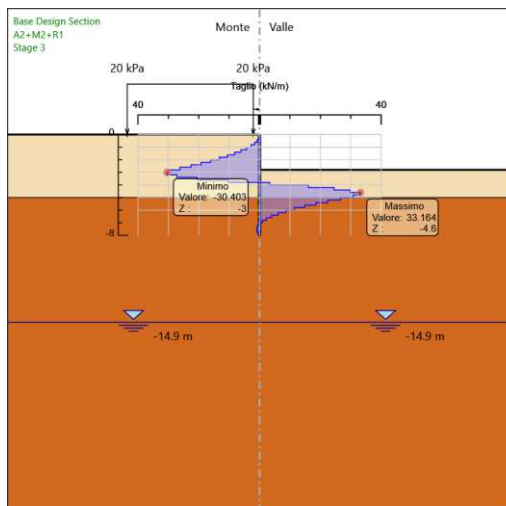 Base Design Section
A2+M2+R1
Stage 3
Monte Valle
20 kPa 20 kPa
Taglio (kN/m)
40 40
0
Minimo
Valore: -30.403
Z : -3
Massimo
Valore: 33.164
Z : -4.6
-8
-14.9 m -14.9 m